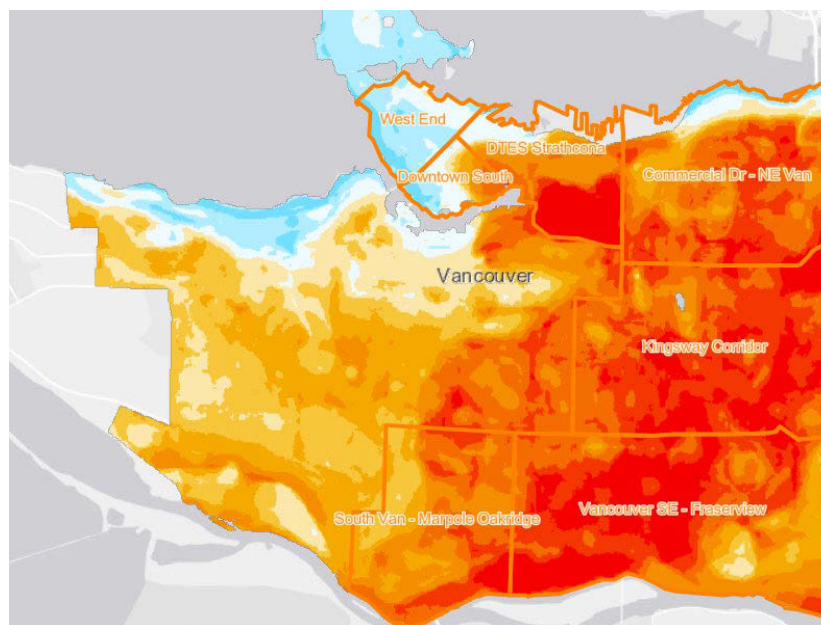 West End
DTES Strathcona
Downtown South
Commercial Dr - NE Van
Vancouver
Kingsway Corridor
South Van - Marpole Oakridge
Vancouver SE - Fraserview